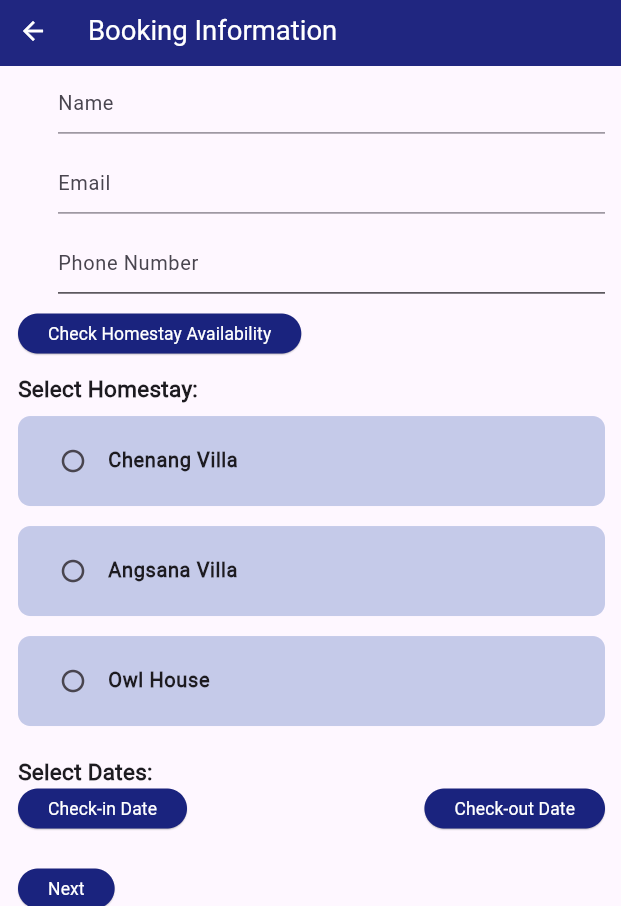 Booking Information
Name
Email
Phone Number
Check Homestay Availability
Select Homestay:
Chenang Villa
Angsana Villa
Owl House
Select Dates:
Check-in Date Check-out Date
Next